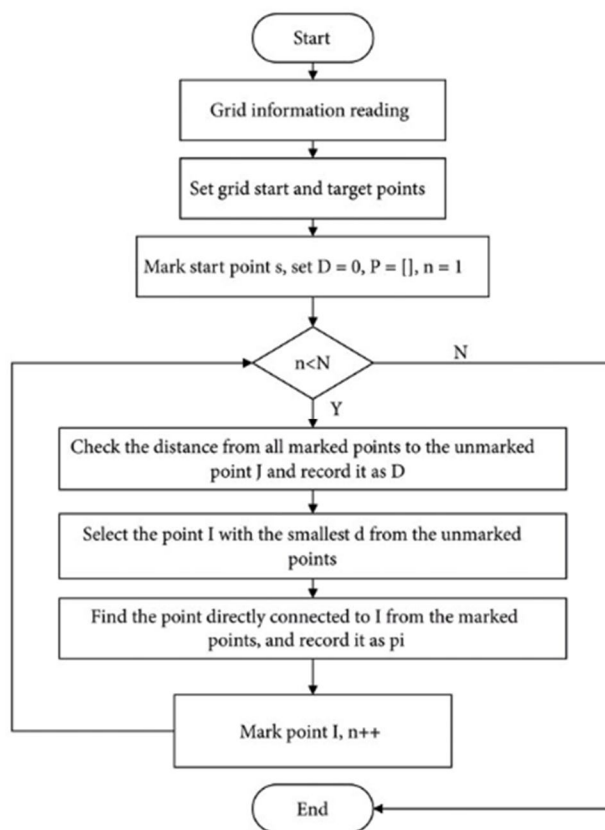 Start
Grid information reading
Set grid start and target points
Mark start point s, set D = 0, P = [], n = 1
n<N
N
Y
Check the distance from all marked points to the unmarked
point J and record it as D
Select the point I with the smallest d from the unmarked
points
Find the point directly connected to I from the marked
points, and record it as pi
Mark point I, n++
End